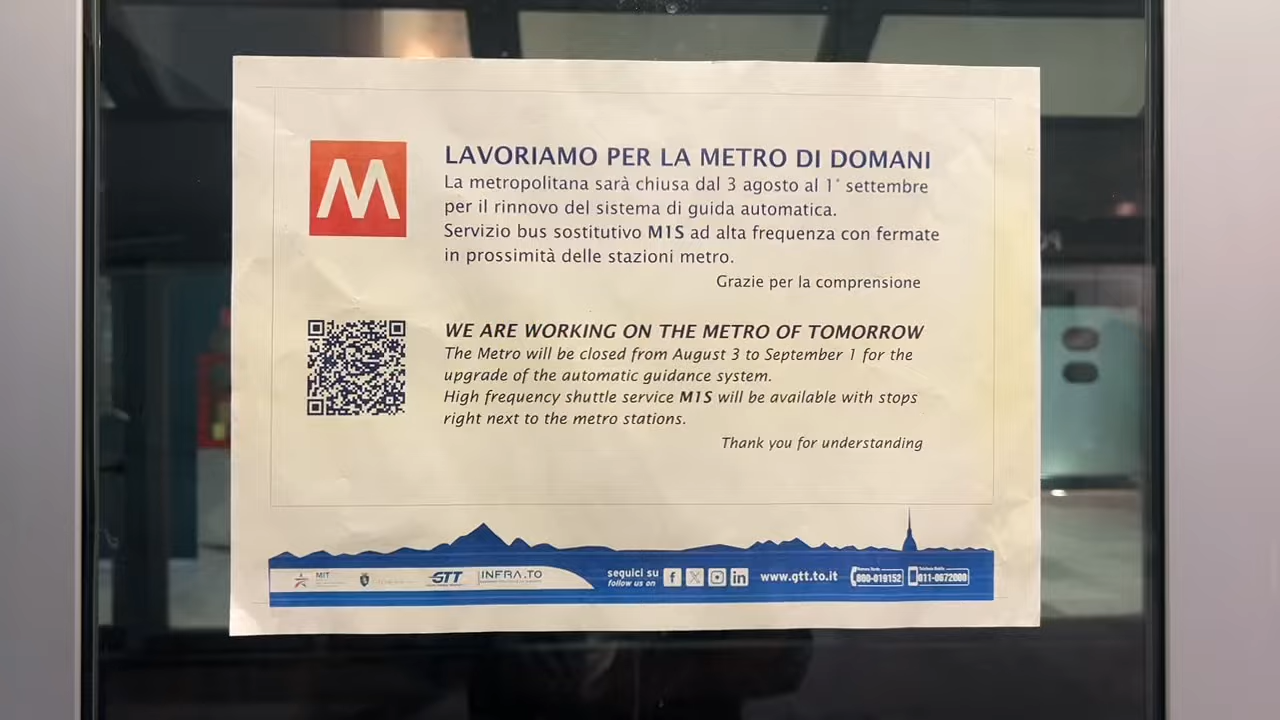 M
LAVORIAMO PER LA METRO DI DOMANI
La metropolitana sarà chiusa dal 3 agosto al 1° settembre
per il rinnovo del sistema di guida automatica.
Servizio bus sostitutivo M1S ad alta frequenza con fermate
in prossimità delle stazioni metro.
Grazie per la comprensione
WE ARE WORKING ON THE METRO OF TOMORROW
The Metro will be closed from August 3 to September 1 for the
upgrade of the automatic guidance system.
High frequency shuttle service M1S will be available with stops
right next to the metro stations.
Thank you for understanding
MIT
GTT
INFRA.TO
seguici su
follow us on
www.gtt.to.it
800-019152
011-0672000